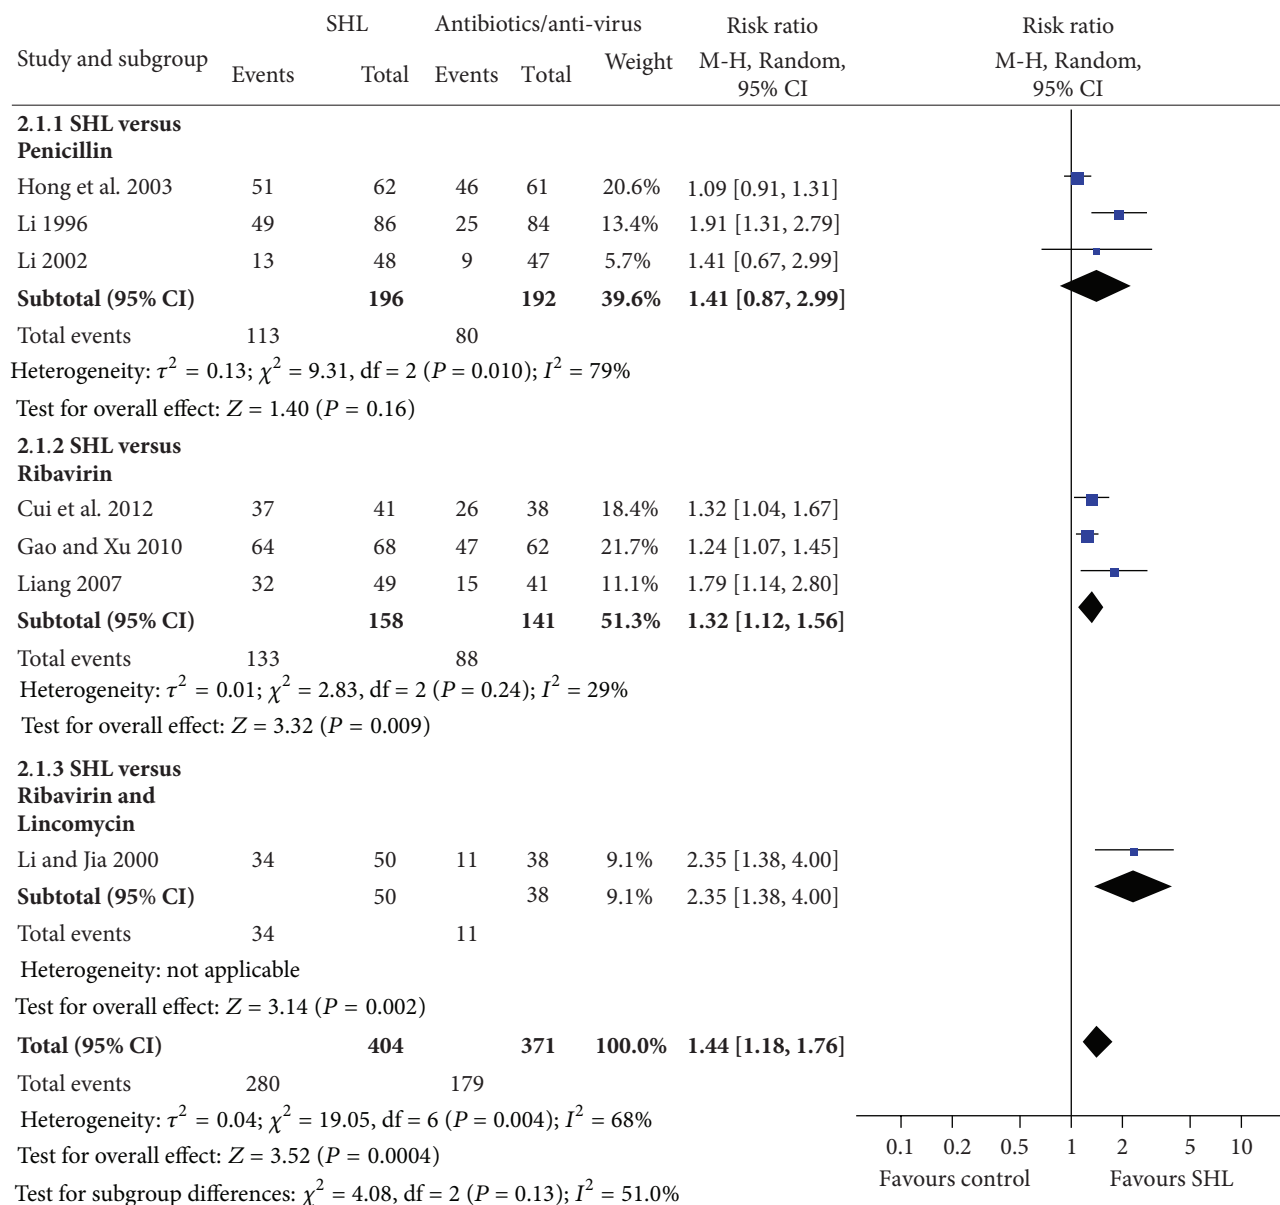 SHL Antibiotics/anti-virus Risk ratio Risk ratio
Study and subgroup Events Total Events Total Weight M-H, Random, 95% CI M-H, Random, 95% CI
2.1.1 SHL versus
Penicillin
Hong et al. 2003 51 62 46 61 20.6% 1.09 [0.91, 1.31]
Li 1996 49 86 25 84 13.4% 1.91 [1.31, 2.79]
Li 2002 13 48 9 47 5.7% 1.41 [0.67, 2.99]
Subtotal (95% CI) 196 192 39.6% 1.41 [0.87, 2.99]
Total events 113 80
Heterogeneity: τ² = 0.13; χ² = 9.31, df = 2 (P = 0.010); I² = 79%
Test for overall effect: Z = 1.40 (P = 0.16)
2.1.2 SHL versus
Ribavirin
Cui et al. 2012 37 41 26 38 18.4% 1.32 [1.04, 1.67]
Gao and Xu 2010 64 68 47 62 21.7% 1.24 [1.07, 1.45]
Liang 2007 32 49 15 41 11.1% 1.79 [1.14, 2.80]
Subtotal (95% CI) 158 141 51.3% 1.32 [1.12, 1.56]
Total events 133 88
Heterogeneity: τ² = 0.01; χ² = 2.83, df = 2 (P = 0.24); I² = 29%
Test for overall effect: Z = 3.32 (P = 0.009)
2.1.3 SHL versus
Ribavirin and
Lincomycin
Li and Jia 2000 34 50 11 38 9.1% 2.35 [1.38, 4.00]
Subtotal (95% CI) 50 38 9.1% 2.35 [1.38, 4.00]
Total events 34 11
Heterogeneity: not applicable
Test for overall effect: Z = 3.14 (P = 0.002)
Total (95% CI) 404 371 100.0% 1.44 [1.18, 1.76]
Total events 280 179
Heterogeneity: τ² = 0.04; χ² = 19.05, df = 6 (P = 0.004); I² = 68%
Test for overall effect: Z = 3.52 (P = 0.0004)
Test for subgroup differences: χ² = 4.08, df = 2 (P = 0.13); I² = 51.0%
0.1 0.2 0.5 1 2 5 10
Favours control Favours SHL